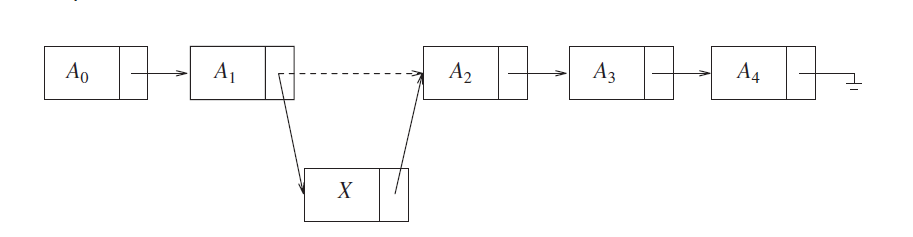 A₀ A₁ A₂ A₃ A₄
X